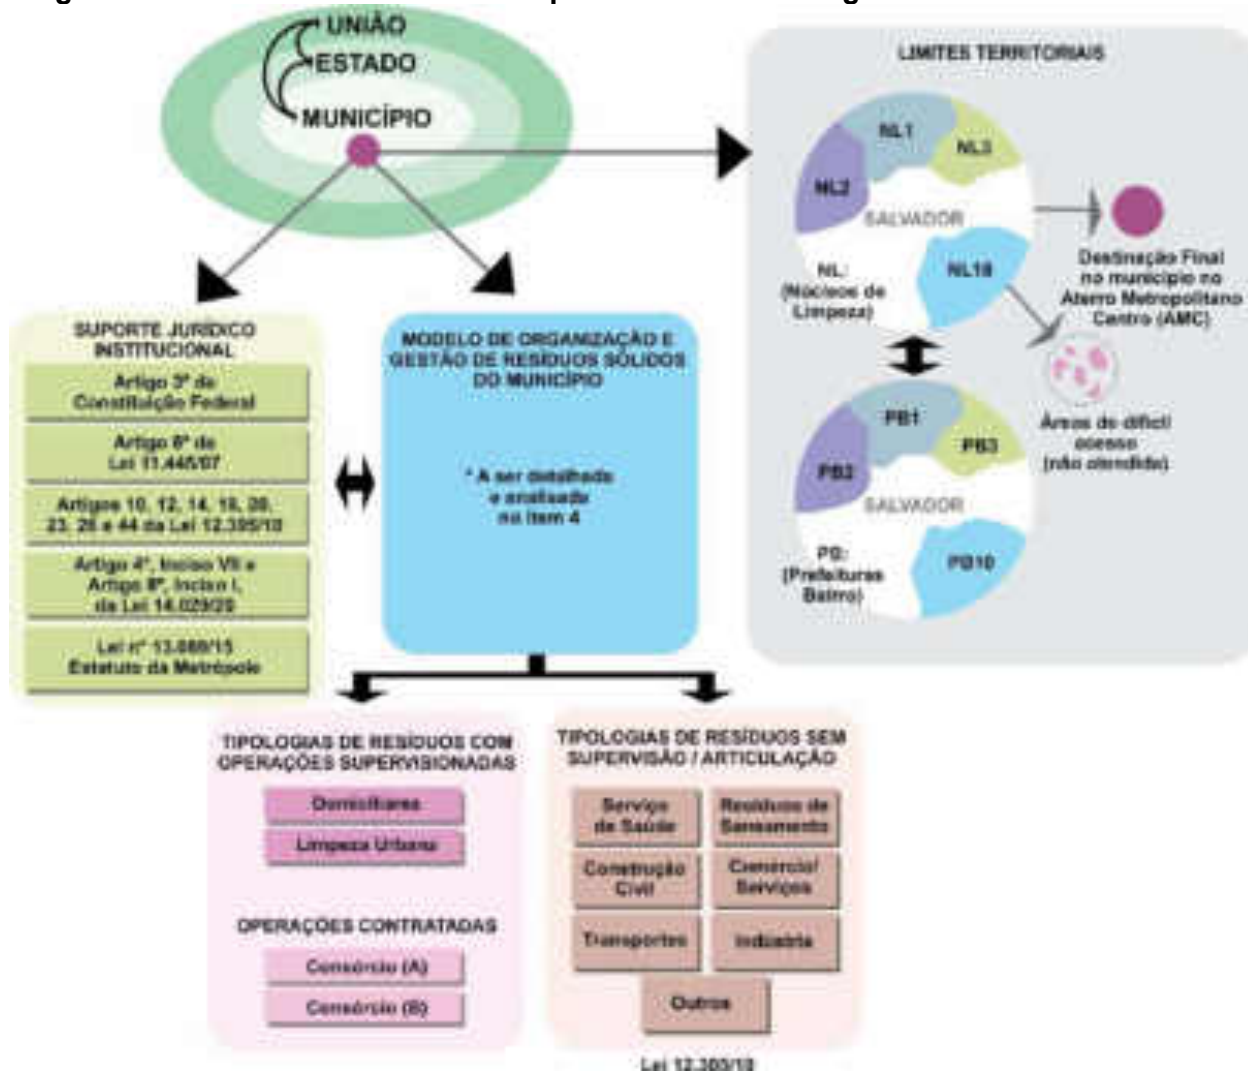 UNIÃO
ESTADO
MUNICÍPIO
LIMITES TERRITORIAIS
NL1
NL3
NL2
SALVADOR
NL18
NL:
(Núcleos de
Limpeza)
Destinação Final
no município no
Aterro Metropolitano
Centro (AMC)
Áreas de difícil
acesso
(não atendida)
PB1
PB3
PB2
SALVADOR
PB10
PB:
(Prefeituras
Bairro)
SUPORTE JURÍDICO
INSTITUCIONAL
Artigo 3º da
Constituição Federal
Artigo 6º da
Lei 11.445/07
Artigos 10, 12, 14, 18, 20,
23, 26 e 44 da Lei 12.305/10
Artigo 4º, Inciso VII e
Artigo 8º, Inciso I,
da Lei 14.029/20
Lei nº 13.089/15
Estatuto da Metrópole
MODELO DE ORGANIZAÇÃO E
GESTÃO DE RESÍDUOS SÓLIDOS
DO MUNICÍPIO
* A ser detalhado
e analisado
no item 4
TIPOLOGIAS DE RESÍDUOS COM
OPERAÇÕES SUPERVISIONADAS
Domiciliares
Limpeza Urbana
OPERAÇÕES CONTRATADAS
Consórcio (A)
Consórcio (B)
TIPOLOGIAS DE RESÍDUOS SEM
SUPERVISÃO / ARTICULAÇÃO
Serviço
de Saúde
Resíduos de
Saneamento
Construção
Civil
Comércio/
Serviços
Transportes
Indústria
Outros
Lei 12.305/10